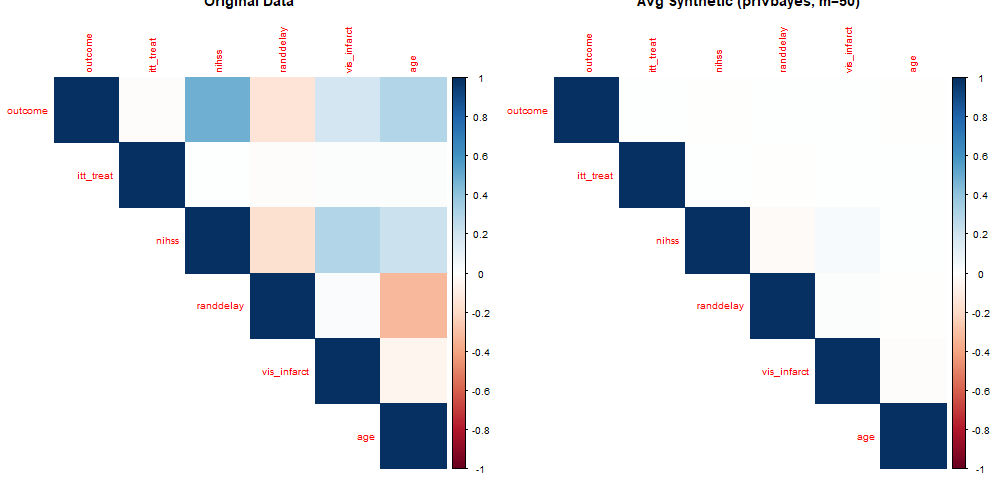 Original Data
Avg Synthetic (privbayes, m=50)
outcome
itt_treat
nihss
randdelay
vis_infarct
age
outcome
itt_treat
nihss
randdelay
vis_infarct
age
1
0.8
0.6
0.4
0.2
0
-0.2
-0.4
-0.6
-0.8
-1
outcome
itt_treat
nihss
randdelay
vis_infarct
age
outcome
itt_treat
nihss
randdelay
vis_infarct
age
1
0.8
0.6
0.4
0.2
0
-0.2
-0.4
-0.6
-0.8
-1